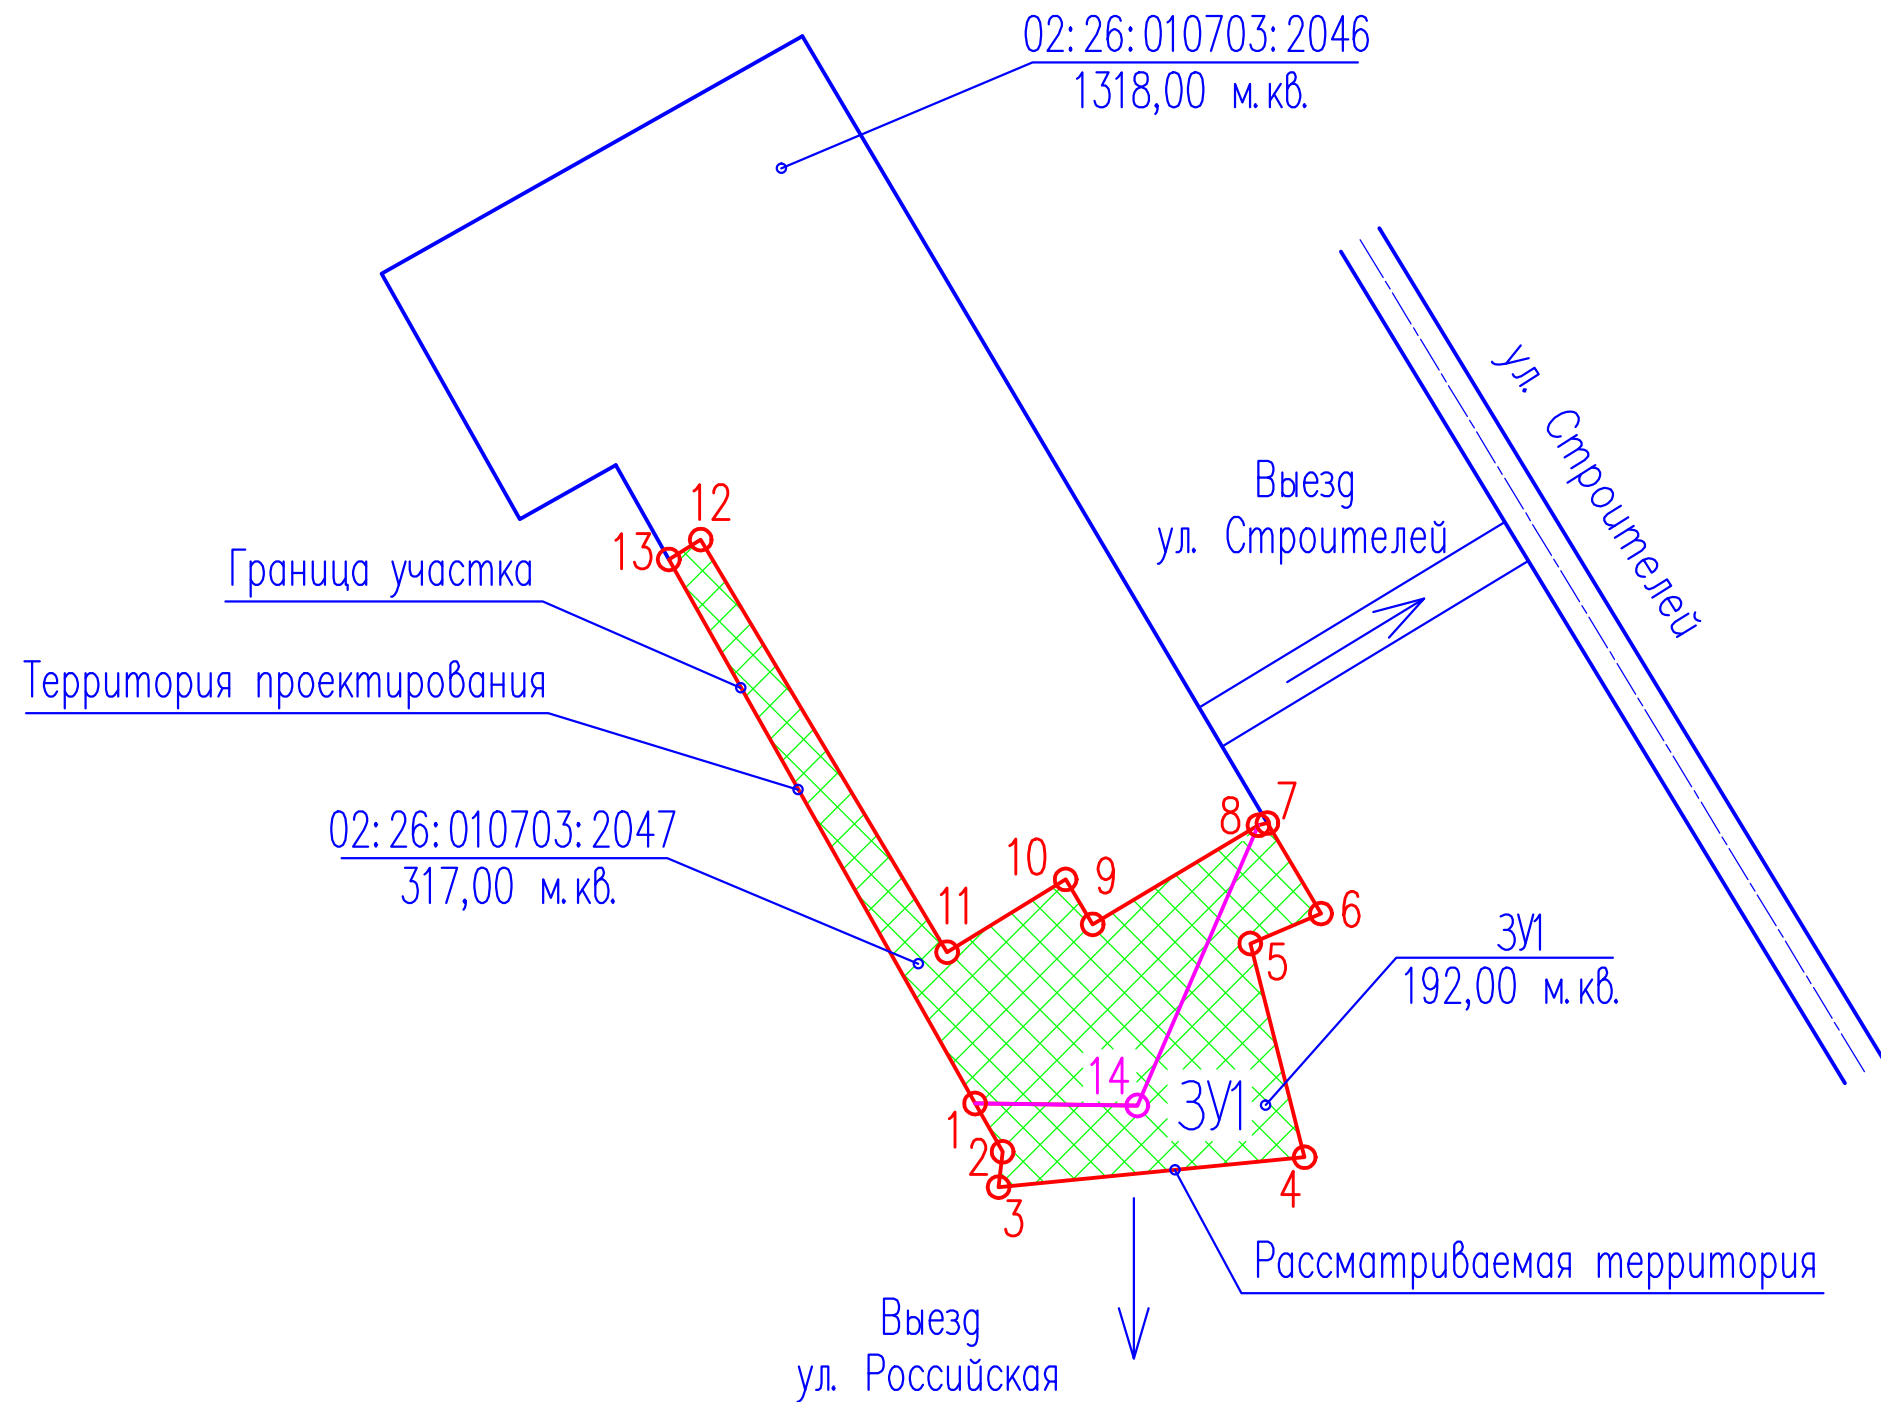 02:26:010703:2046
1318,00 м.кв.
ул. Строителей
Выезд
ул. Строителей
12
13
Граница участка
Территория проектирования
02:26:010703:2047
317,00 м.кв.
7
8
10
9
11
6
5
ЗУ1
192,00 м.кв.
14
ЗУ1
1
2
3
4
Рассматриваемая территория
Выезд
ул. Российская